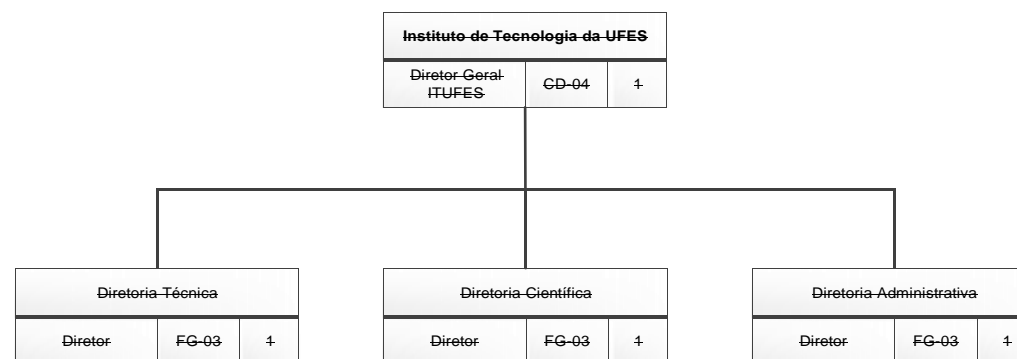 Instituto de Tecnologia da UFES
Diretor Geral
ITUFES
CD-04
1
Diretoria Técnica
Diretoria Científica
Diretoria Administrativa
Diretor
FG-03
1
Diretor
FG-03
1
Diretor
FG-03
1